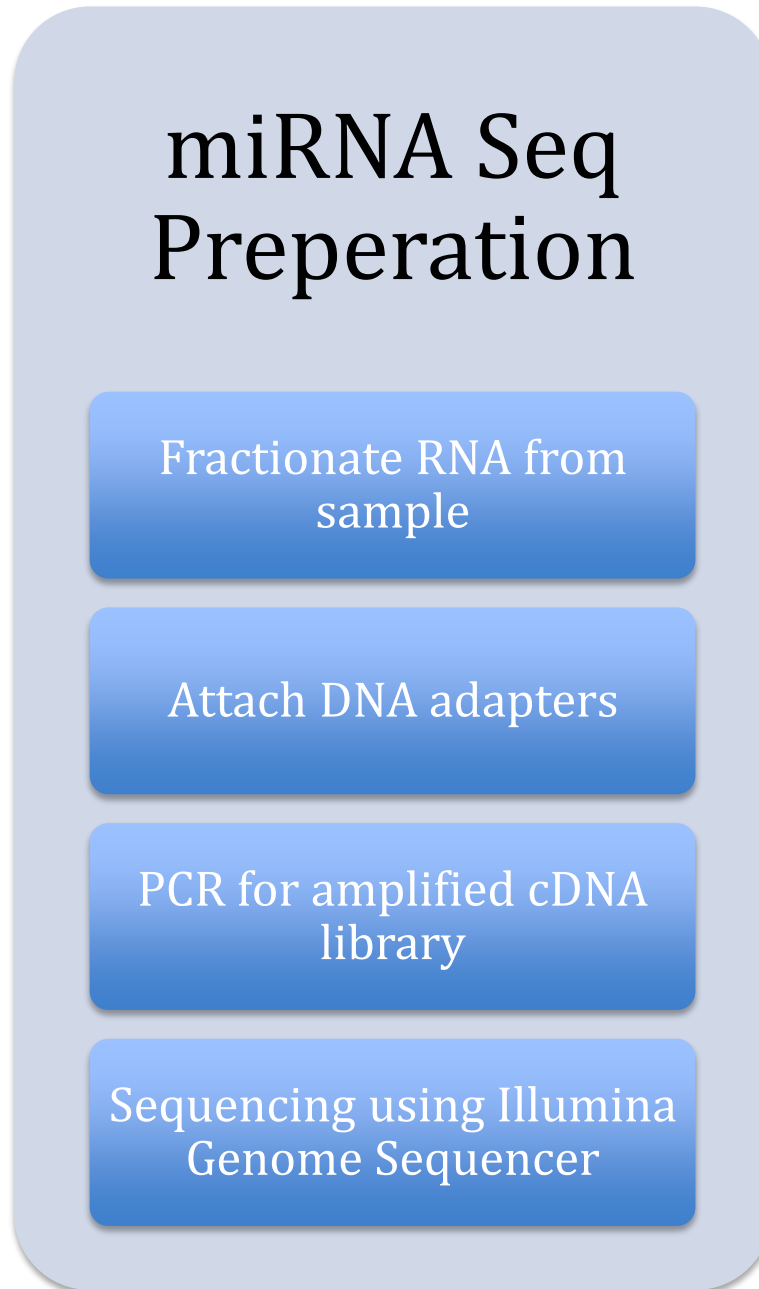 miRNA Seq
Preperation
Fractionate RNA from
sample
Attach DNA adapters
PCR for amplified cDNA
library
Sequencing using Illumina
Genome Sequencer